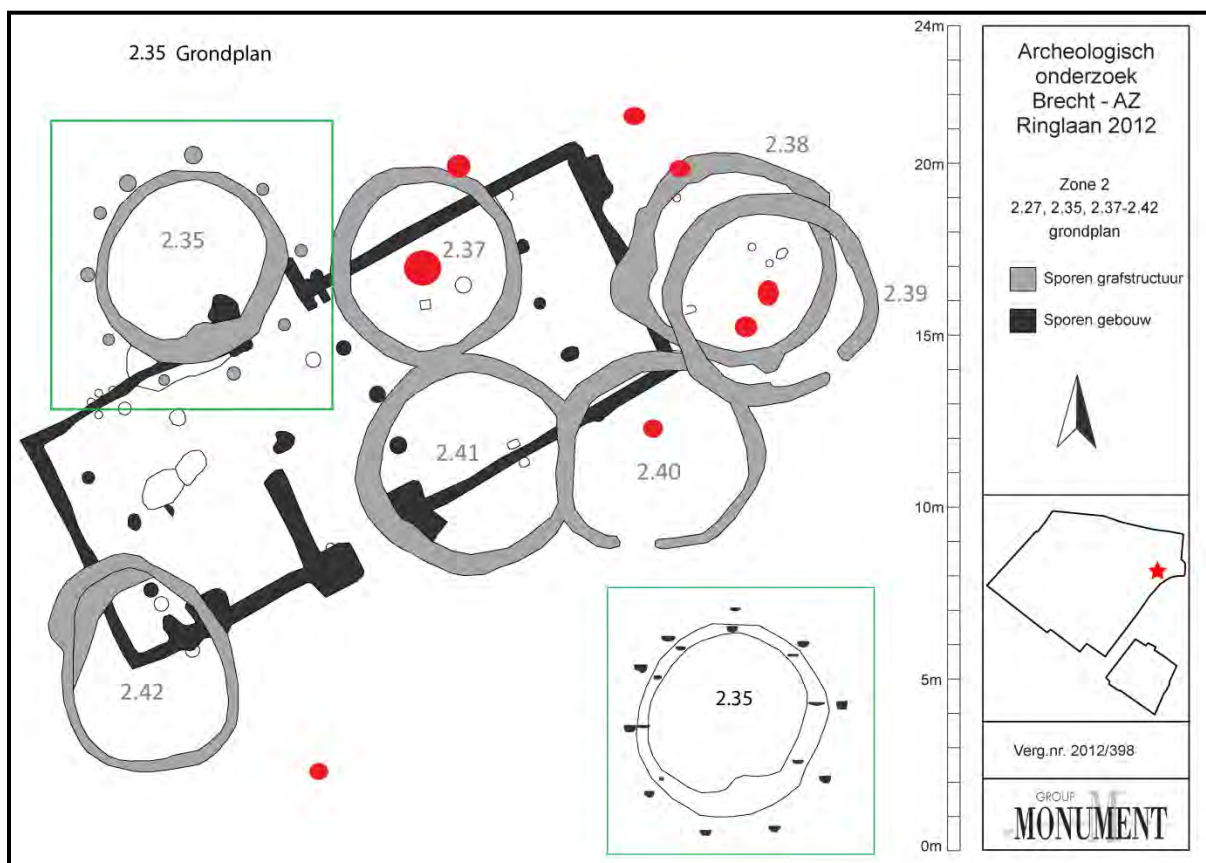 2.35 Grondplan
2.35
2.37
2.38
2.39
2.41
2.40
2.42
2.35
24m
20m
15m
10m
5m
0m
Archeologisch
onderzoek
Brecht - AZ
Ringlaan 2012
Zone 2
2.27, 2.35, 2.37-2.42
grondplan
Sporen grafstructuur
Sporen gebouw
Verg.nr. 2012/398
GROUP
MONUMENT